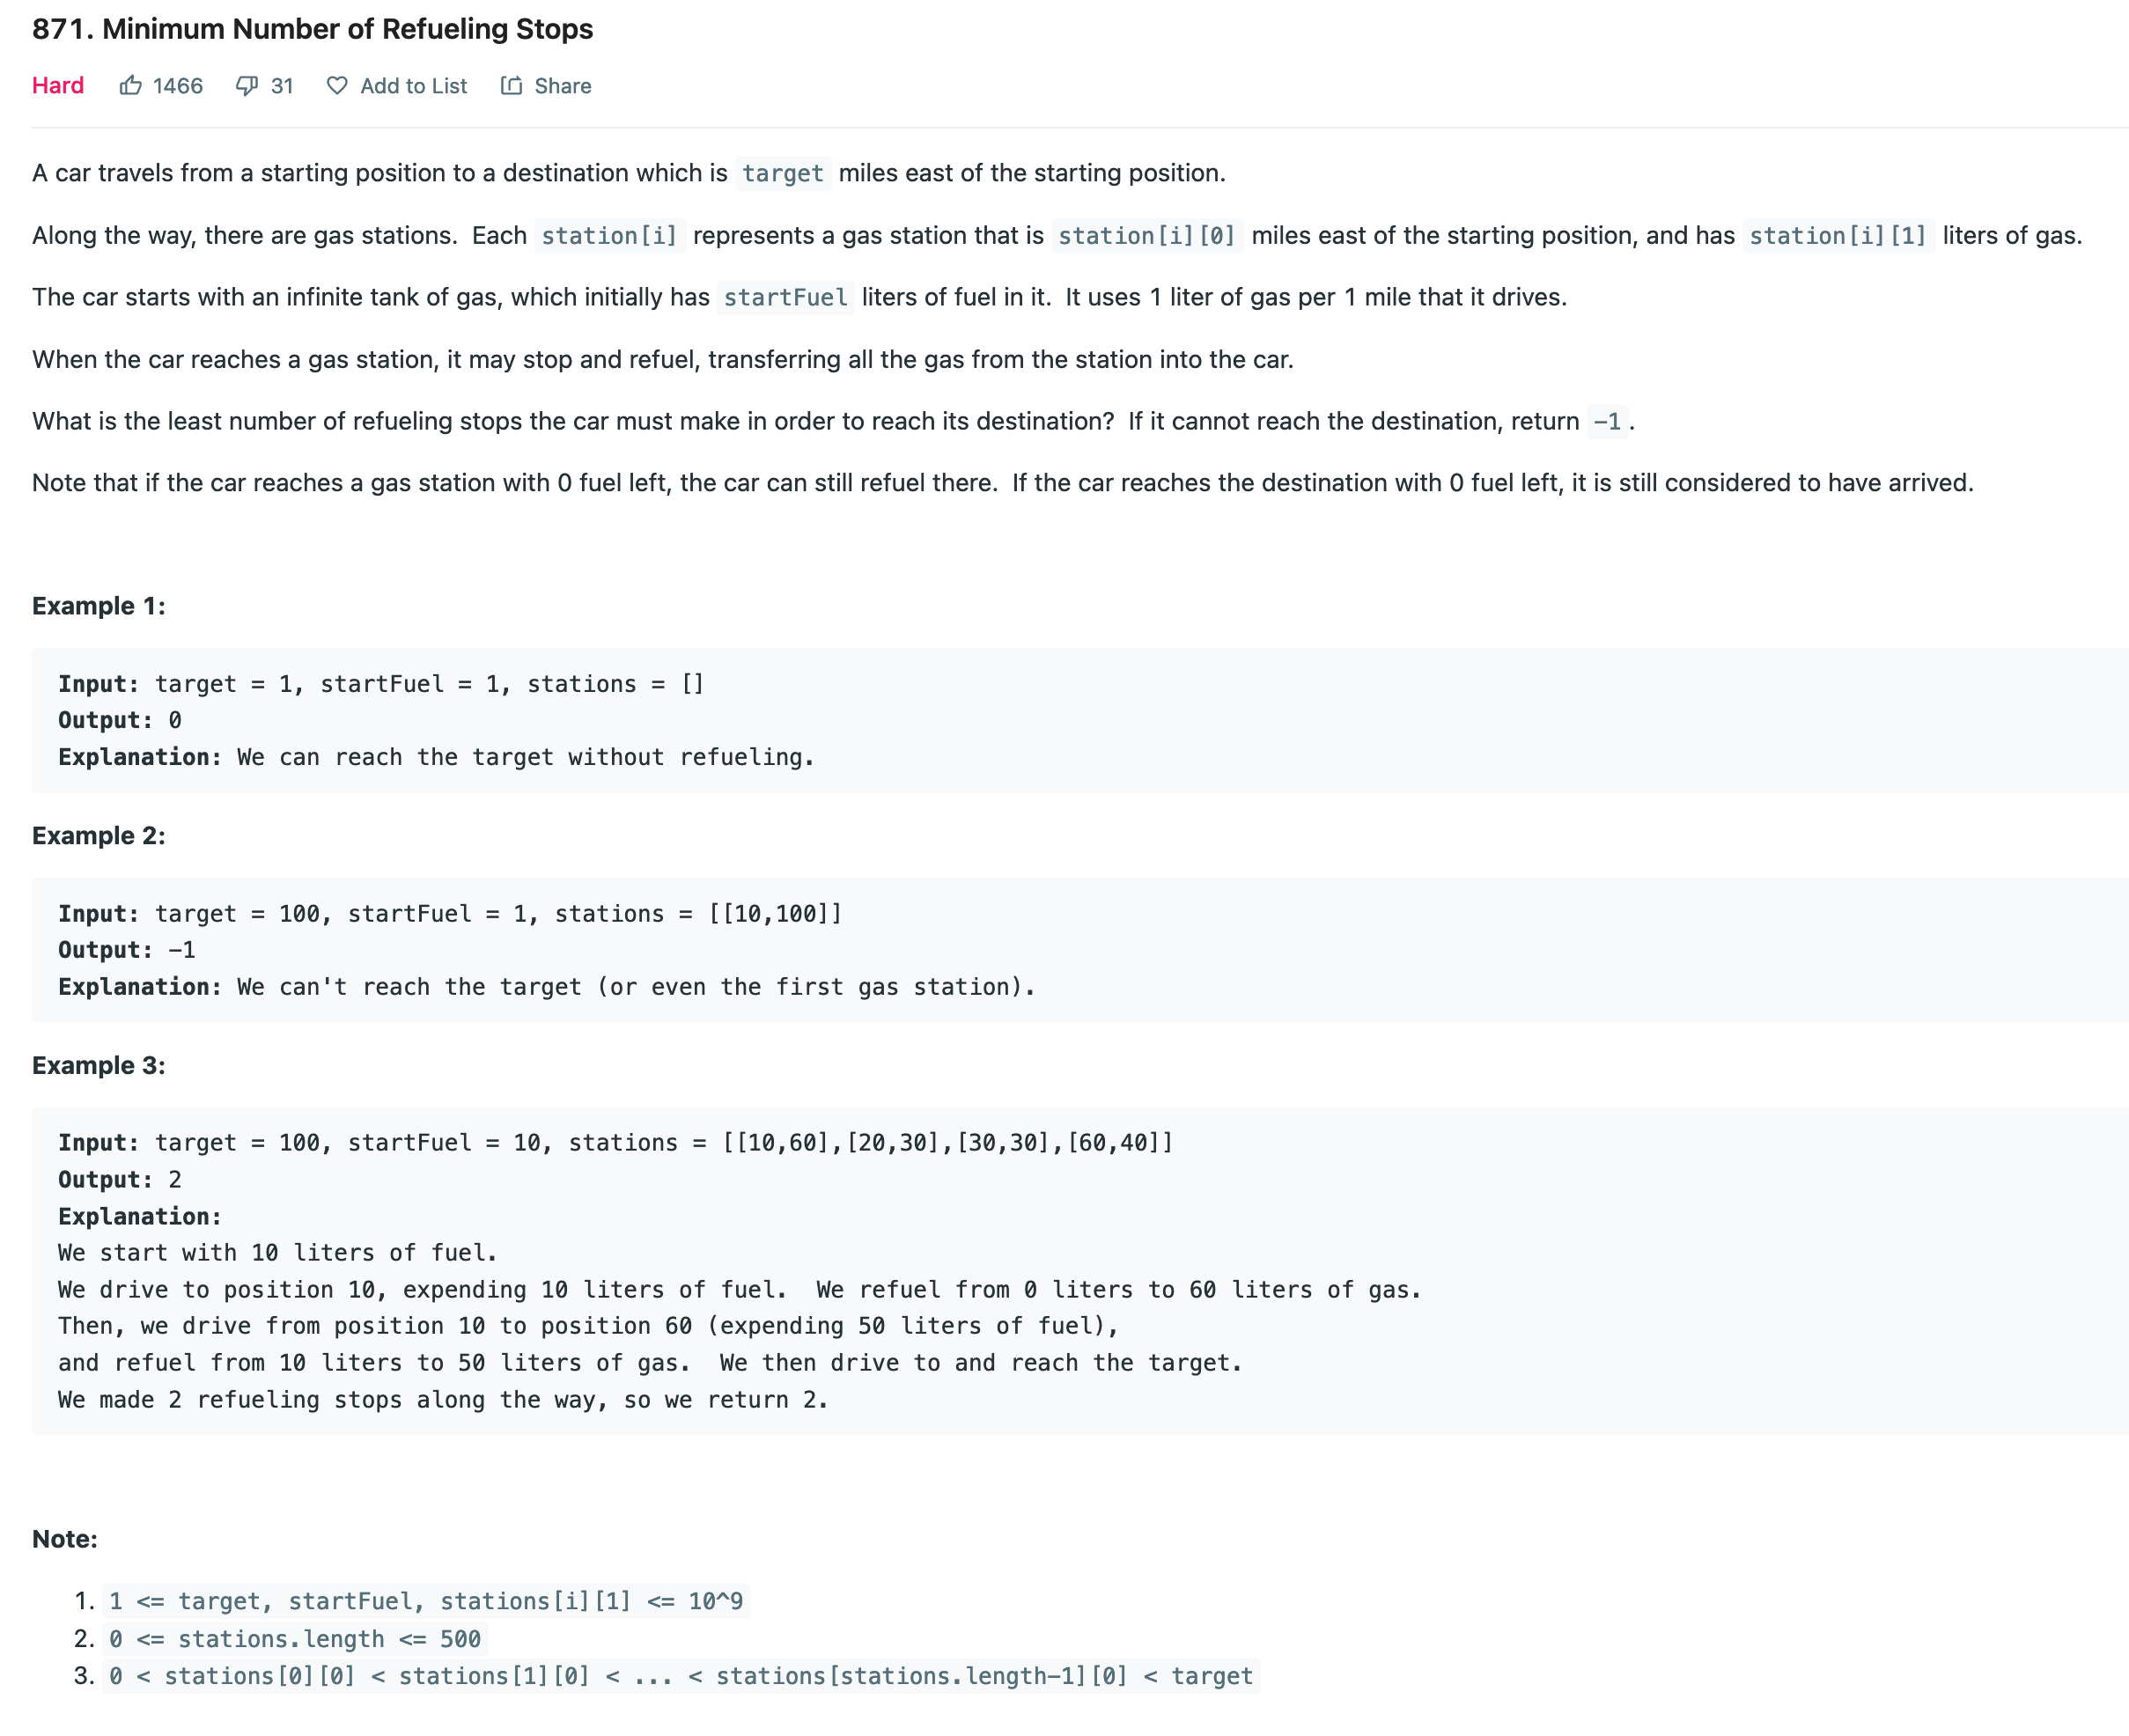 871. Minimum Number of Refueling Stops
Hard 1466 31 Add to List Share
A car travels from a starting position to a destination which is target miles east of the starting position.
Along the way, there are gas stations. Each station[i] represents a gas station that is station[i][0] miles east of the starting position, and has station[i][1] liters of gas.
The car starts with an infinite tank of gas, which initially has startFuel liters of fuel in it. It uses 1 liter of gas per 1 mile that it drives.
When the car reaches a gas station, it may stop and refuel, transferring all the gas from the station into the car.
What is the least number of refueling stops the car must make in order to reach its destination? If it cannot reach the destination, return -1.
Note that if the car reaches a gas station with 0 fuel left, the car can still refuel there. If the car reaches the destination with 0 fuel left, it is still considered to have arrived.
Example 1:
Input: target = 1, startFuel = 1, stations = []
Output: 0
Explanation: We can reach the target without refueling.
Example 2:
Input: target = 100, startFuel = 1, stations = [[10,100]]
Output: -1
Explanation: We can't reach the target (or even the first gas station).
Example 3:
Input: target = 100, startFuel = 10, stations = [[10,60],[20,30],[30,30],[60,40]]
Output: 2
Explanation:
We start with 10 liters of fuel.
We drive to position 10, expending 10 liters of fuel. We refuel from 0 liters to 60 liters of gas.
Then, we drive from position 10 to position 60 (expending 50 liters of fuel),
and refuel from 10 liters to 50 liters of gas. We then drive to and reach the target.
We made 2 refueling stops along the way, so we return 2.
Note:
1. 1 <= target, startFuel, stations[i][1] <= 10^9
2. 0 <= stations.length <= 500
3. 0 < stations[0][0] < stations[1][0] < ... < stations[stations.length-1][0] < target